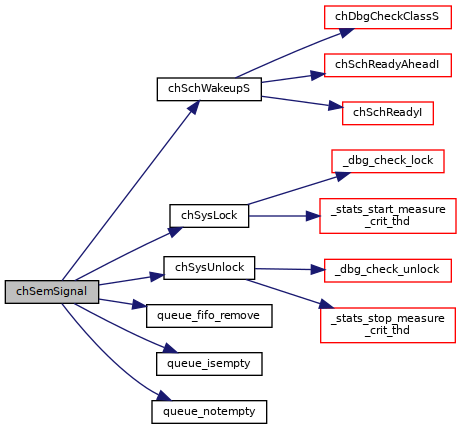 chDbgCheckClassS
chSchReadyAheadI
chSchWakeupS
chSchReadyI
_dbg_check_lock
chSysLock
_stats_start_measure
_crit_thd
chSysUnlock
_dbg_check_unlock
chSemSignal
queue_fifo_remove
_stats_stop_measure
_crit_thd
queue_isempty
queue_notempty